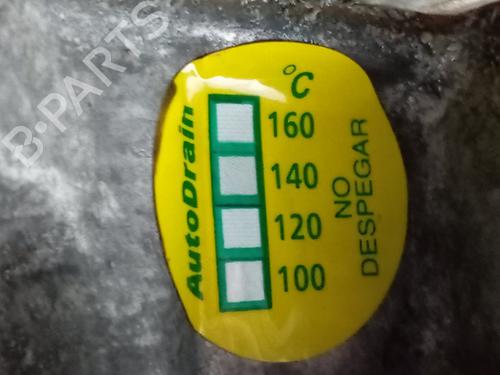 B-PARTS
°C
AutoDrain
160
140
120
100
NO
DESPEGAR